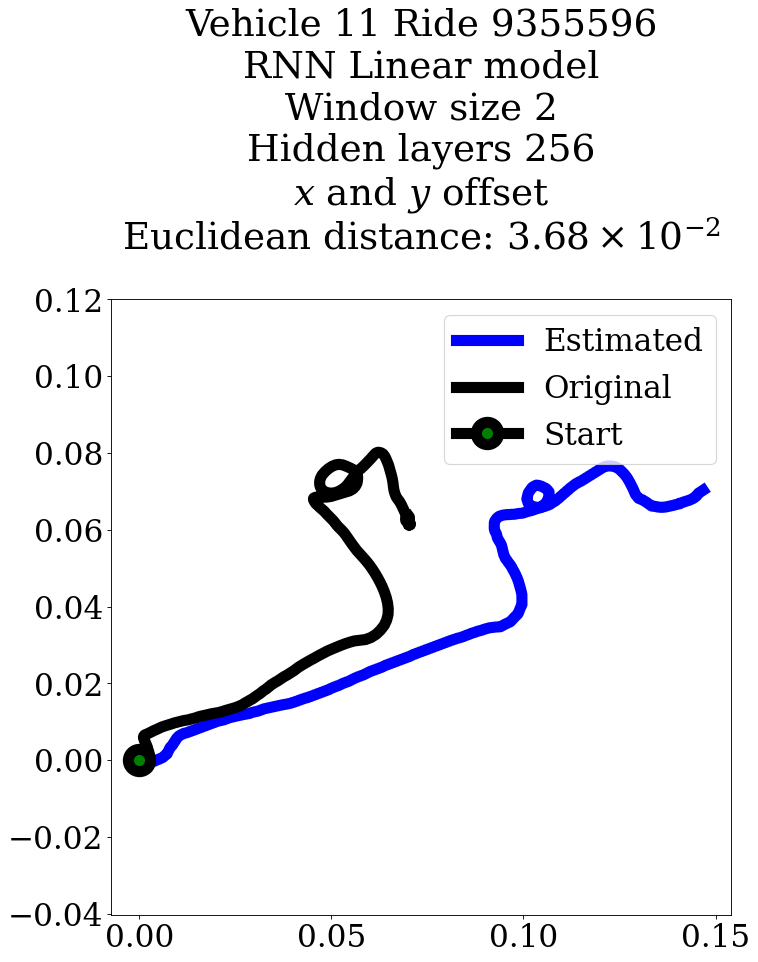 Vehicle 11 Ride 9355596
RNN Linear model
Window size 2
Hidden layers 256
x and y offset
Euclidean distance: 3.68 × 10⁻²
0.12
0.10
0.08
0.06
0.04
0.02
0.00
−0.02
−0.04
Estimated
Original
Start
0.00 0.05 0.10 0.15